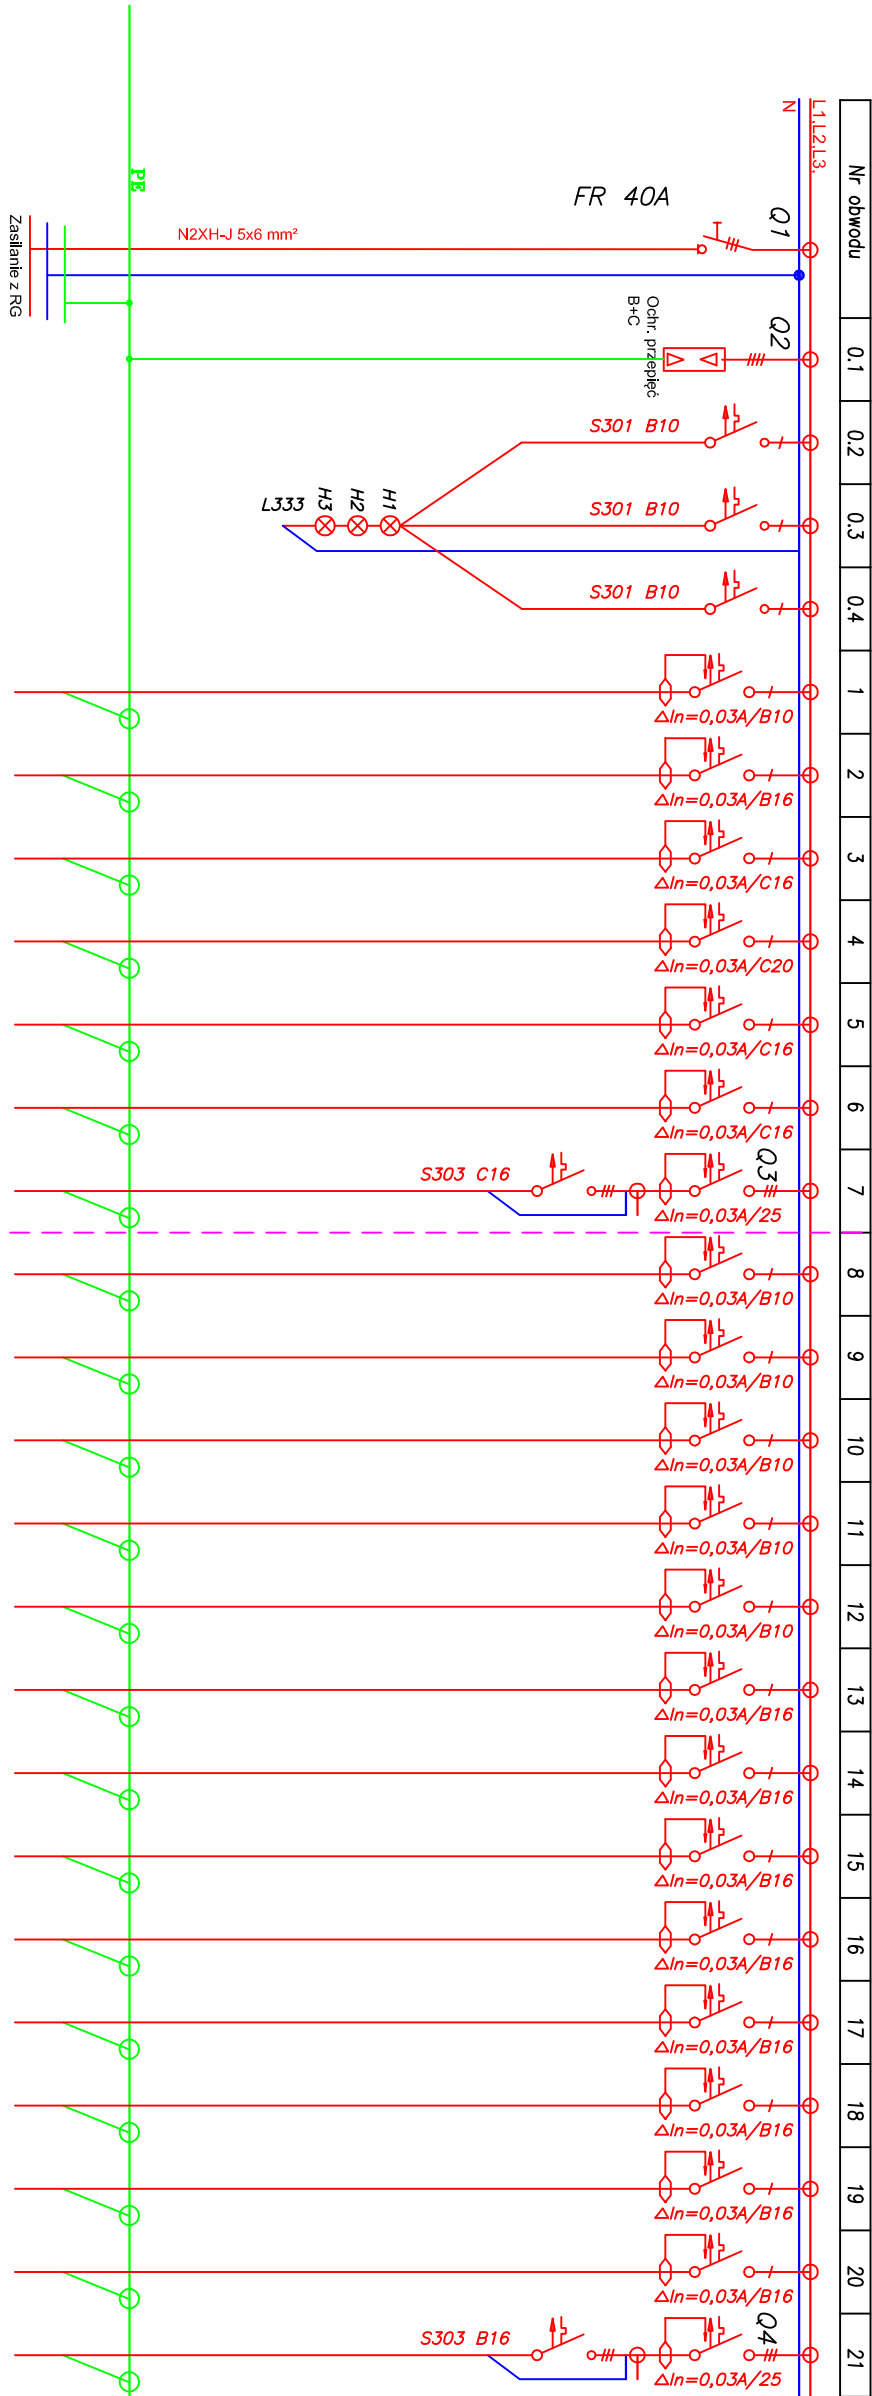 Nr obwodu
0.1
0.2
0.3
0.4
1
2
3
4
5
6
7
8
9
10
11
12
13
14
15
16
17
18
19
20
21
L1,L2,L3,
N
Q1
FR 40A
N2XH-J 5x6 mm²
PE
Zasilanie z RG
Q2
Ochr. przepięć
B+C
S301 B10
S301 B10
S301 B10
H1
H2
H3
L333
ΔIn=0,03A/B10
ΔIn=0,03A/B16
ΔIn=0,03A/C16
ΔIn=0,03A/C20
ΔIn=0,03A/C16
ΔIn=0,03A/C16
Q3
ΔIn=0,03A/25
S303 C16
ΔIn=0,03A/B10
ΔIn=0,03A/B10
ΔIn=0,03A/B10
ΔIn=0,03A/B10
ΔIn=0,03A/B10
ΔIn=0,03A/B16
ΔIn=0,03A/B16
ΔIn=0,03A/B16
ΔIn=0,03A/B16
ΔIn=0,03A/B16
ΔIn=0,03A/B16
ΔIn=0,03A/B16
ΔIn=0,03A/B16
Q4
ΔIn=0,03A/25
S303 B16